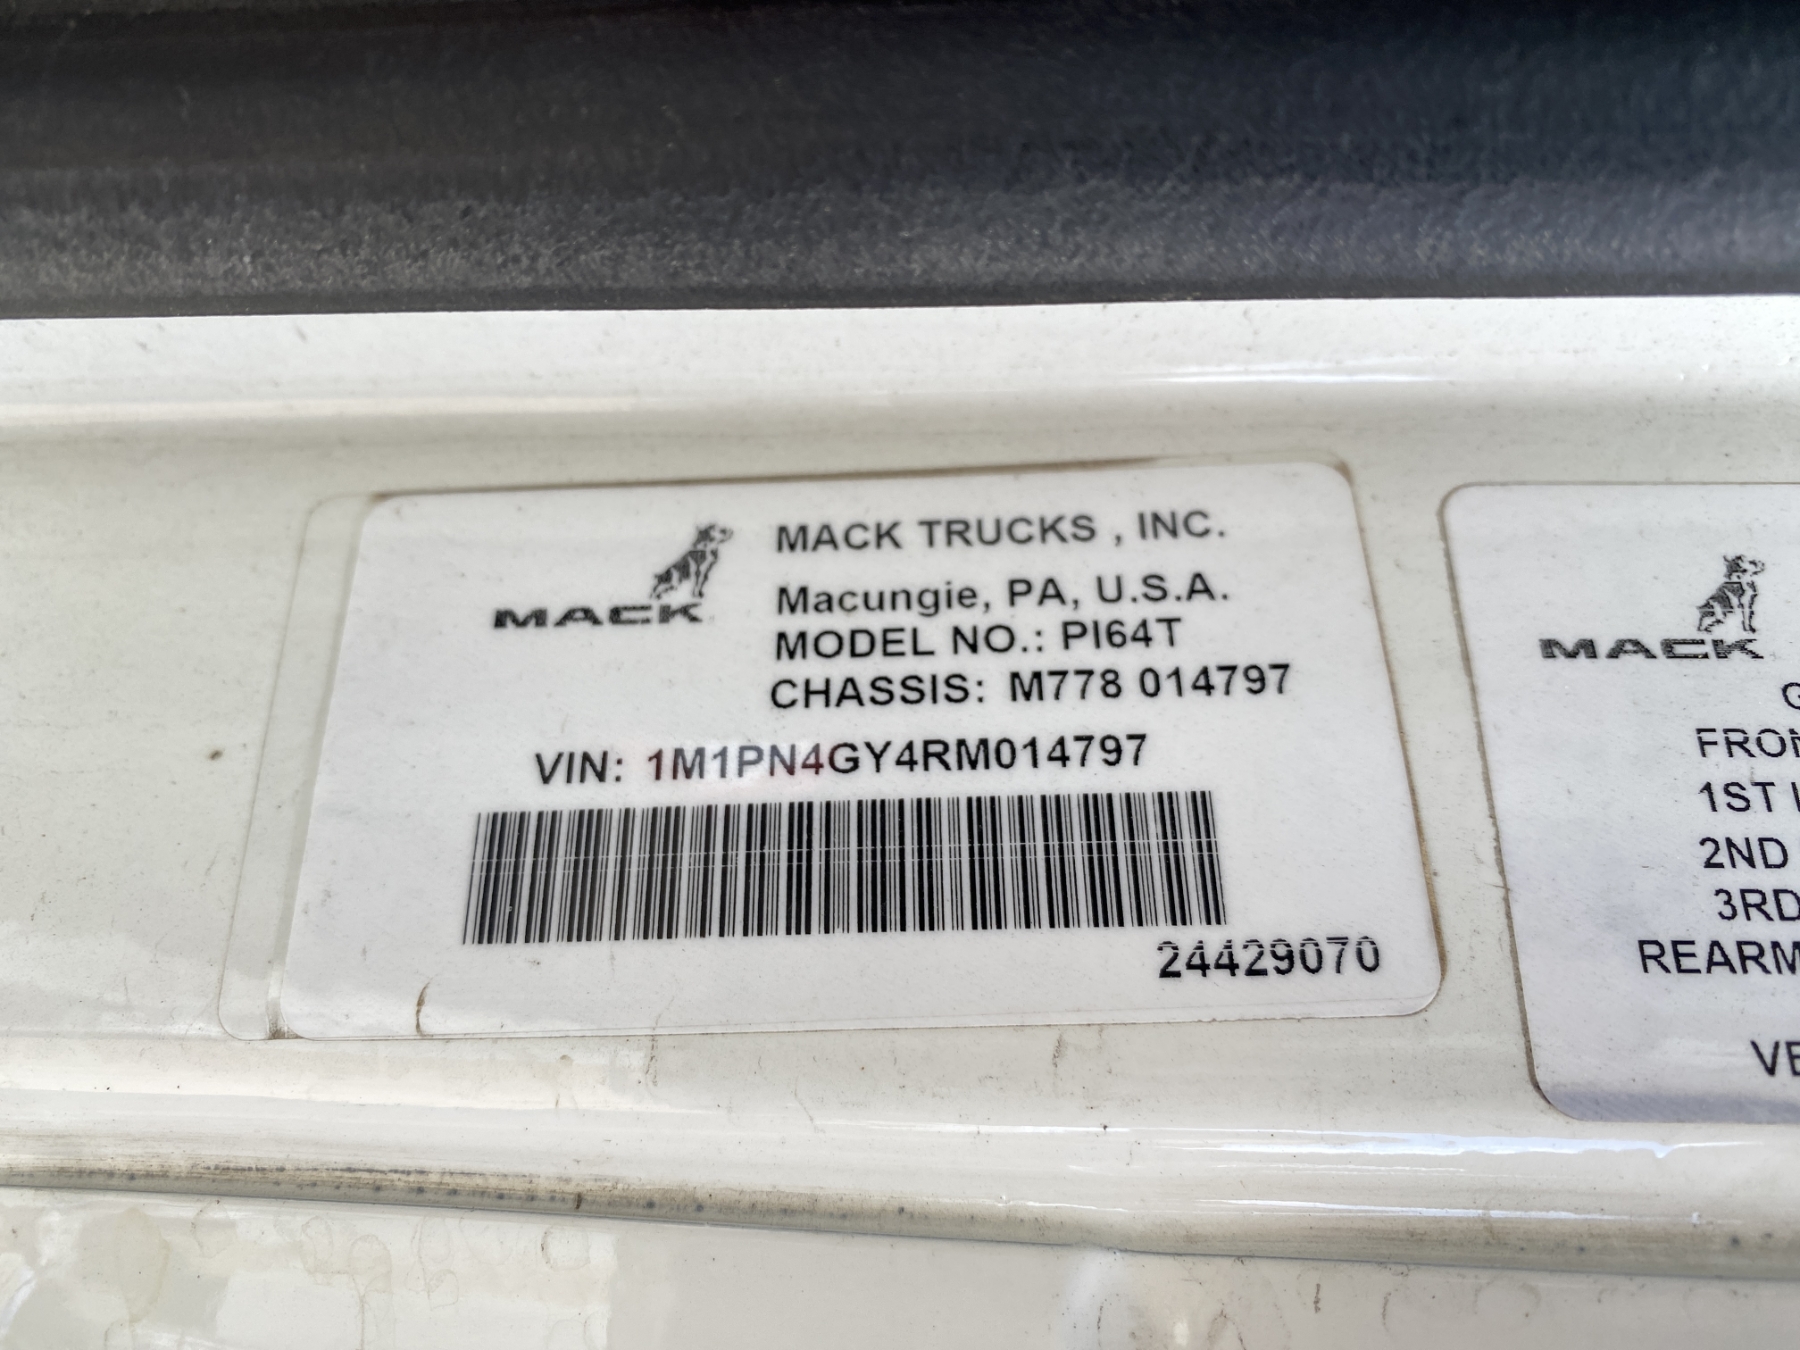 MACK
MACK TRUCKS , INC.
Macungie, PA, U.S.A.
MODEL NO.: PI64T
CHASSIS: M778 014797
VIN: 1M1PN4GY4RM014797
24429070
MACK
G
FRON
1ST
2ND
3RD
REARM
VE